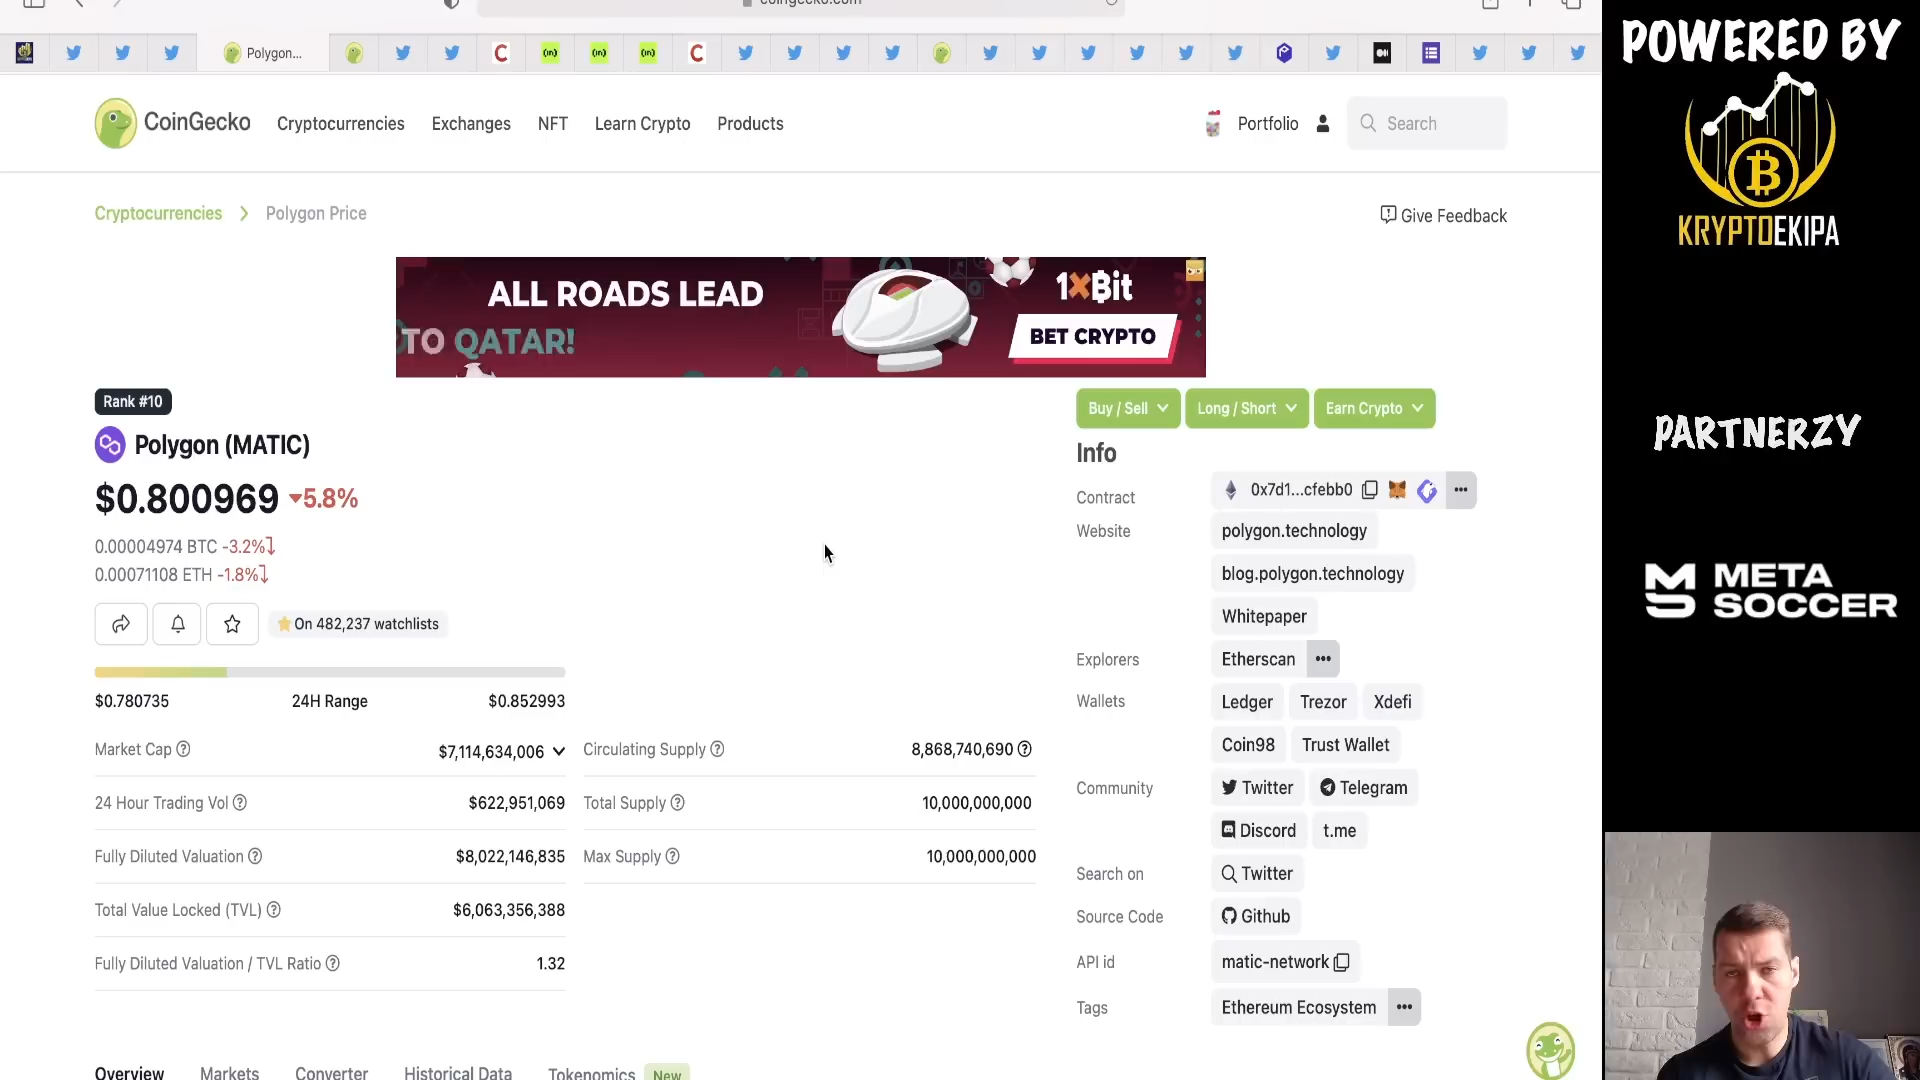 coingecko.com
Polygon...
CoinGecko
Cryptocurrencies
Exchanges
NFT
Learn Crypto
Products
Portfolio
Search
Cryptocurrencies > Polygon Price
Give Feedback
ALL ROADS LEAD
TO QATAR!
1XBit
BET CRYPTO
Rank #10
Polygon (MATIC)
$0.800969 5.8%
0.00004974 BTC -3.2%
0.00071108 ETH -1.8%
On 482,237 watchlists
$0.780735 24H Range $0.852993
Market Cap $7,114,634,006
24 Hour Trading Vol $622,951,069
Fully Diluted Valuation $8,022,146,835
Total Value Locked (TVL) $6,063,356,388
Fully Diluted Valuation / TVL Ratio 1.32
Circulating Supply 8,868,740,690
Total Supply 10,000,000,000
Max Supply 10,000,000,000
Buy / Sell
Long / Short
Earn Crypto
Info
Contract 0x7d1...cfebb0
Website polygon.technology
blog.polygon.technology
Whitepaper
Explorers Etherscan
Wallets Ledger Trezor Xdefi
Coin98 Trust Wallet
Community Twitter Telegram
Discord t.me
Search on Twitter
Source Code Github
API id matic-network
Tags Ethereum Ecosystem
Overview Markets Converter Historical Data Tokenomics New
POWERED BY
KRYPTOEKIPA
PARTNERZY
META
SOCCER